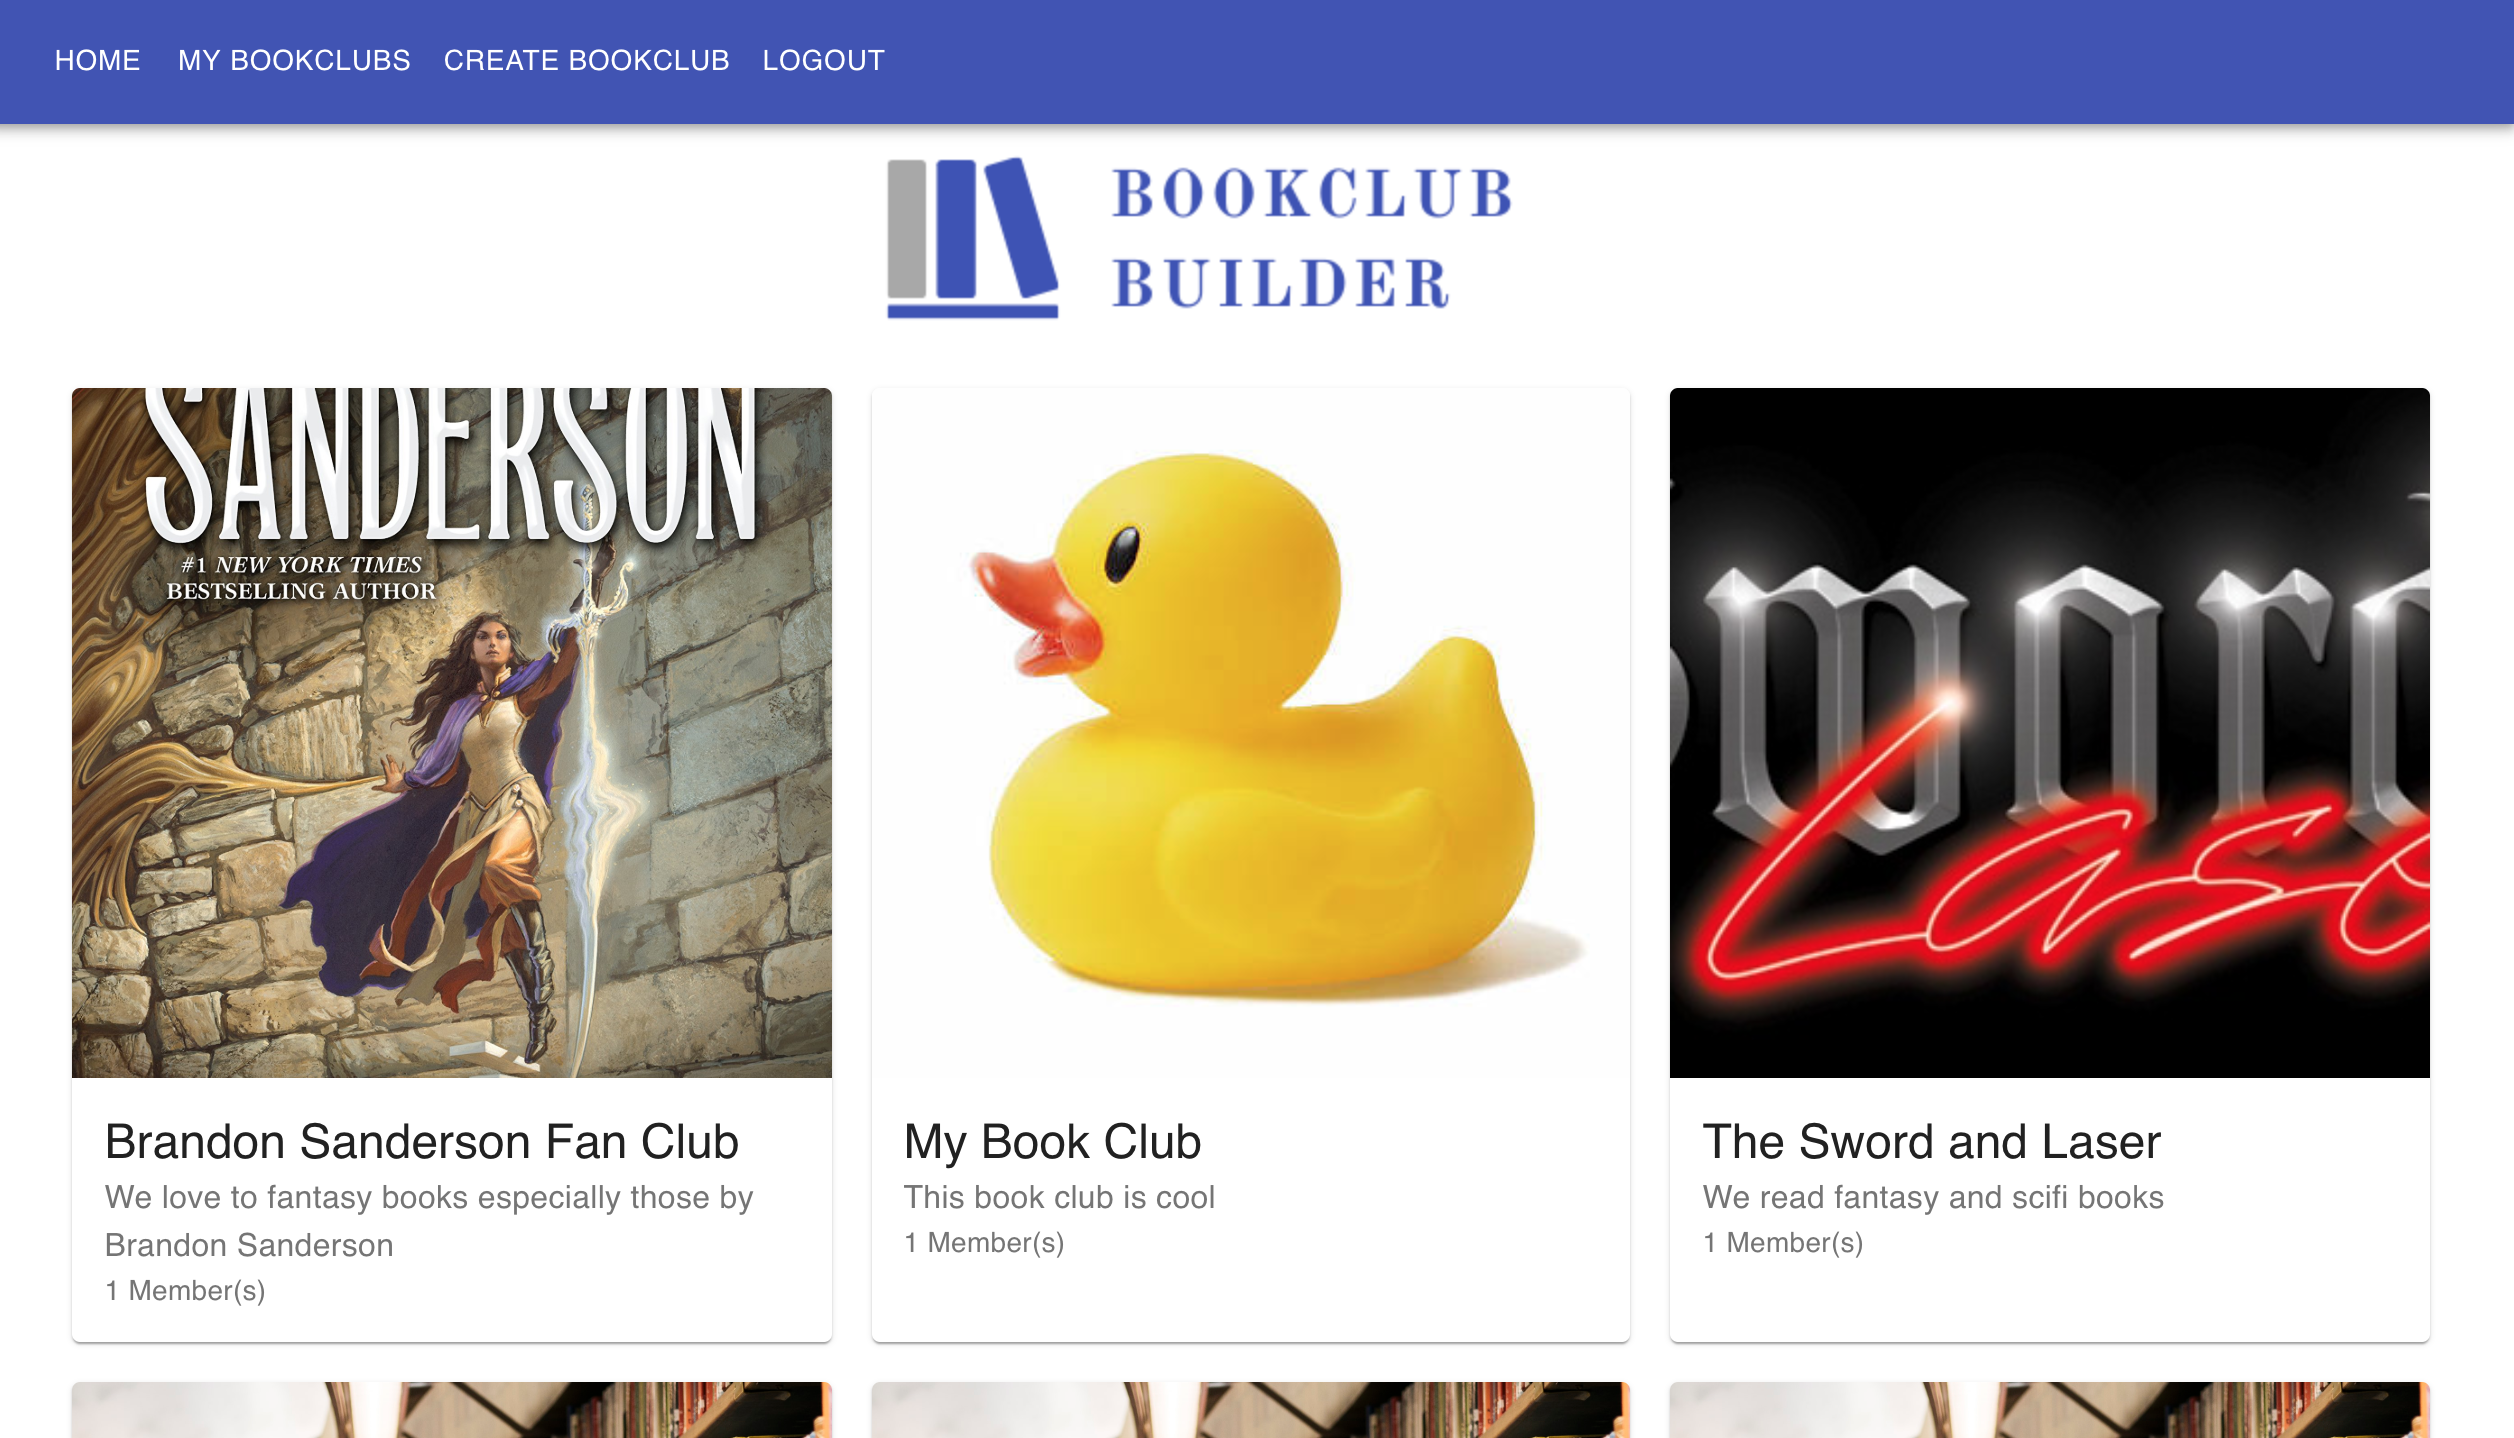 HOME MY BOOKCLUBS CREATE BOOKCLUB LOGOUT
BOOKCLUB
BUILDER
SANDERSON
#1 NEW YORK TIMES
BESTSELLING AUTHOR
Sword
Laser
Brandon Sanderson Fan Club
We love to fantasy books especially those by
Brandon Sanderson
1 Member(s)
My Book Club
This book club is cool
1 Member(s)
The Sword and Laser
We read fantasy and scifi books
1 Member(s)